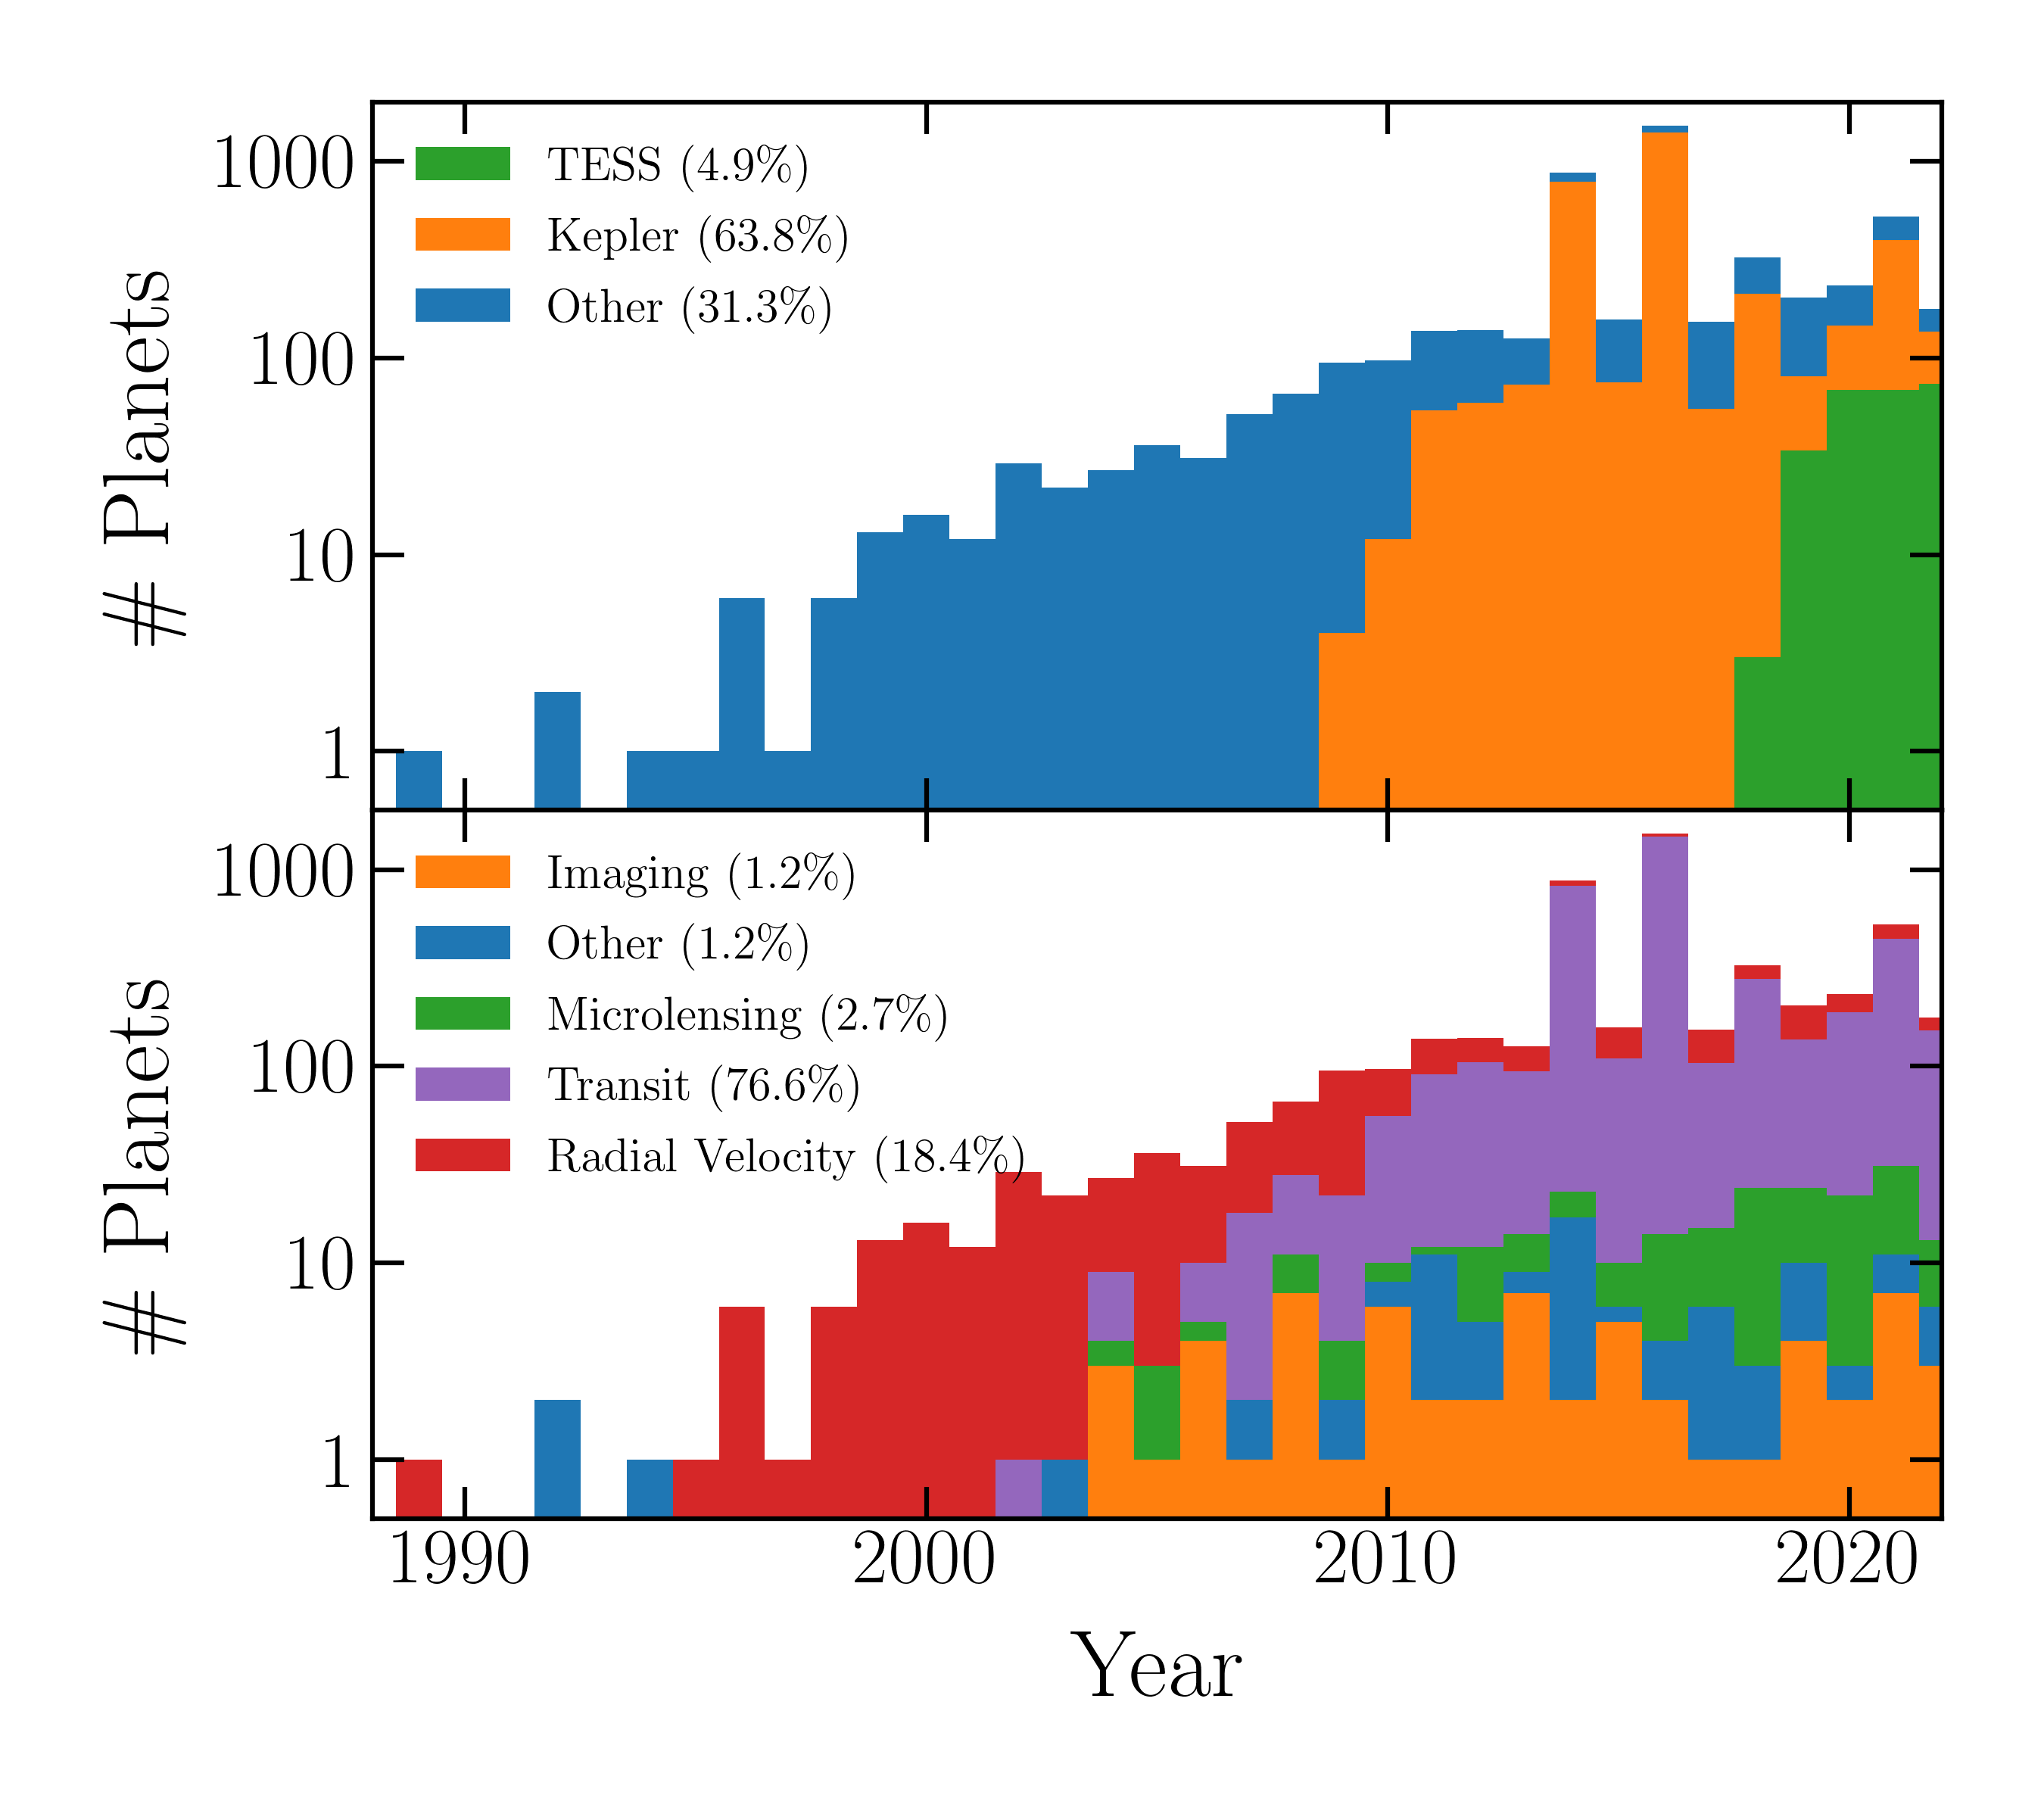 # Planets
1000
100
10
1
TESS (4.9%)
Kepler (63.8%)
Other (31.3%)
# Planets
1000
100
10
1
Imaging (1.2%)
Other (1.2%)
Microlensing (2.7%)
Transit (76.6%)
Radial Velocity (18.4%)
1990 2000 2010 2020
Year